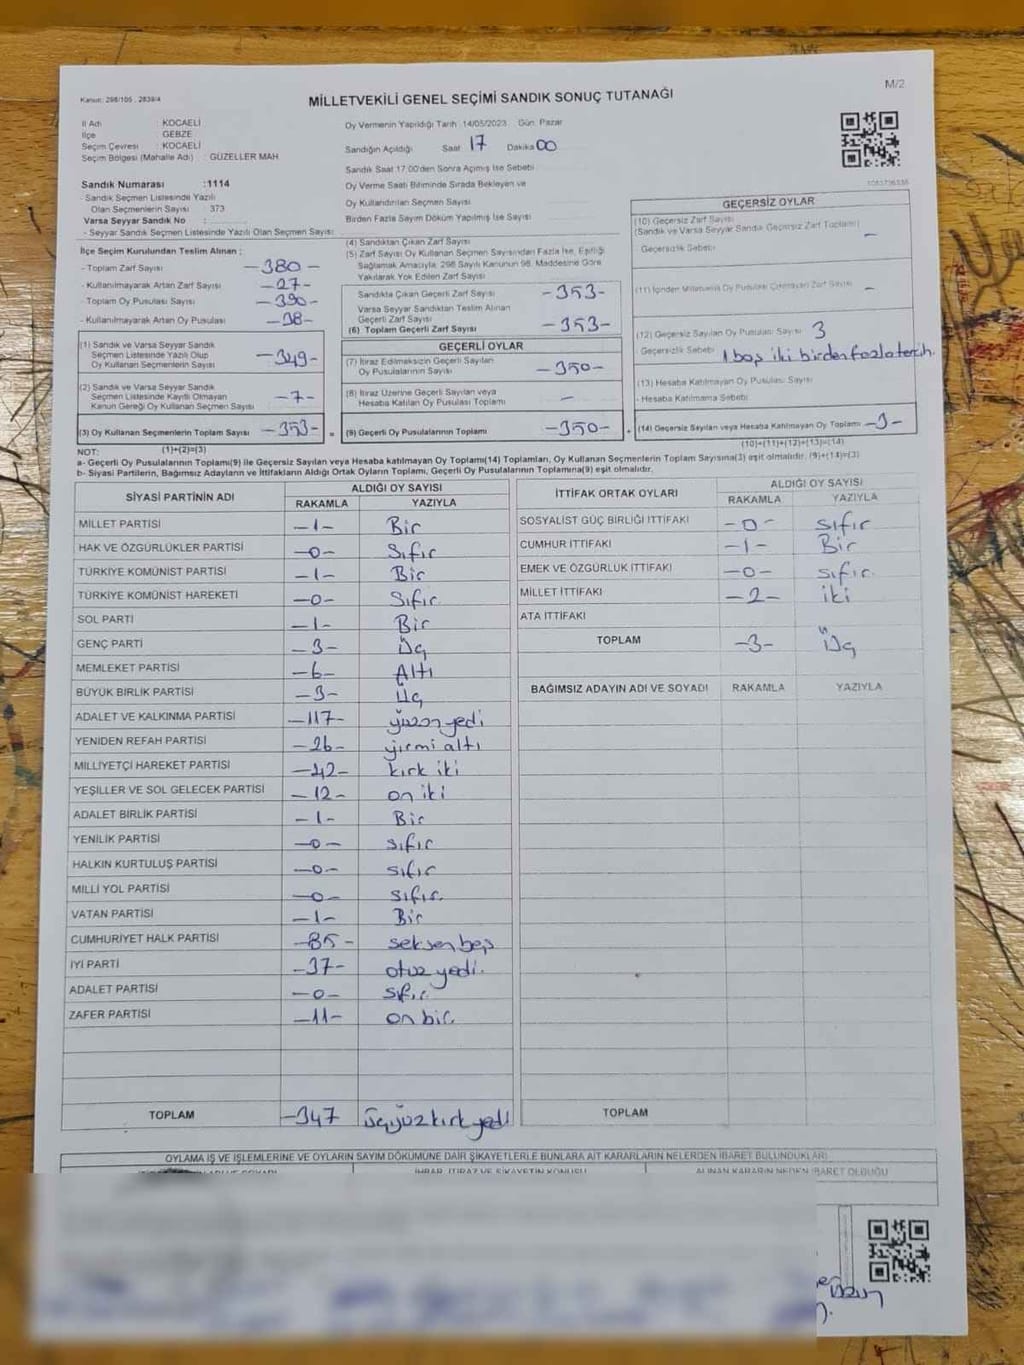 Kanun: 298/105 , 2839/4
M/2
MİLLETVEKİLİ GENEL SEÇİMİ SANDIK SONUÇ TUTANAĞI
İl Adı : KOCAELİ
İlçe : GEBZE
Seçim Çevresi : KOCAELİ
Seçim Bölgesi (Mahalle Adı) : GÜZELLER MAH
Sandık Numarası :1114
- Sandık Seçmen Listesinde Yazılı
Olan Seçmenlerin Sayısı : 373
Varsa Seyyar Sandık No :
- Seyyar Sandık Seçmen Listesinde Yazılı Olan Seçmen Sayısı:
Oy Vermenin Yapıldığı Tarih :14/05/2023 Gün: Pazar
Sandığın Açıldığı Saat 17 Dakika 00
Sandık Saat 17.00'den Sonra Açılmış İse Sebebi
Oy Verme Saati Bitiminde Sırada Bekleyen ve
Oy Kullandırılan Seçmen Sayısı
Birden Fazla Sayım Döküm Yapılmış İse Sayısı
İlçe Seçim Kurulundan Teslim Alınan :
- Toplam Zarf Sayısı -380-
- Kullanılmayarak Artan Zarf Sayısı -27-
- Toplam Oy Pusulası Sayısı -390-
- Kullanılmayarak Artan Oy Pusulası -38-
(1) Sandık ve Varsa Seyyar Sandık
Seçmen Listesinde Yazılı Olup
Oy Kullanan Seçmenlerin Sayısı -349-
(2) Sandık ve Varsa Seyyar Sandık
Seçmen Listesinde Kayıtlı Olmayan
Kanun Gereği Oy Kullanan Seçmen Sayısı -7-
(3) Oy Kullanan Seçmenlerin Toplam Sayısı -353-
(4) Sandıktan Çıkan Zarf Sayısı
(5) Zarf Sayısı Oy Kullanan Seçmen Sayısından Fazla İse, Eşitliği
Sağlamak Amacıyla, 298 Sayılı Kanunun 98. Maddesine Göre
Yakılarak Yok Edilen Zarf Sayısı
Sandıkta Çıkan Geçerli Zarf Sayısı -353-
Varsa Seyyar Sandıktan Teslim Alınan
Geçerli Zarf Sayısı
(6) Toplam Geçerli Zarf Sayısı -353-
GEÇERLİ OYLAR
(7) İtiraz Edilmeksizin Geçerli Sayılan
Oy Pusulalarının Sayısı -350-
(8) İtiraz Üzerine Geçerli Sayılan veya
Hesaba Katılan Oy Pusulası Toplamı -
(9) Geçerli Oy Pusulalarının Toplamı -350-
GEÇERSİZ OYLAR
(10) Geçersiz Zarf Sayısı
(Sandık ve Varsa Seyyar Sandık Geçersiz Zarf Toplamı) -
Geçersizlik Sebebi
(12) Geçersiz Sayılan Oy Pusulası Sayısı 3
Geçersizlik Sebebi 1 boş iki birden fazla tercih.
(13) Hesaba Katılmayan Oy Pusulası Sayısı
- Hesaba Katılmama Sebebi
(14) Geçersiz Sayılan veya Hesaba Katılmayan Oy Toplamı -3-
NOT: (1)+(2)=(3) (10)+(11)+(12)+(13)=(14)
a- Geçerli Oy Pusulalarının Toplamı(9) ile Geçersiz Sayılan veya Hesaba katılmayan Oy Toplamı(14) Toplamları, Oy Kullanan Seçmenlerin Toplam Sayısına(3) eşit olmalıdır. (9)+(14)=(3)
b- Siyasi Partilerin, Bağımsız Adayların ve İttifakların Aldığı Ortak Oyların Toplamı, Geçerli Oy Pusulalarının Toplamına(9) eşit olmalıdır.
SİYASİ PARTİNİN ADI ALDIĞI OY SAYISI
RAKAMLA YAZIYLA
MİLLET PARTİSİ -1- Bir
HAK VE ÖZGÜRLÜKLER PARTİSİ -0- Sıfır
TÜRKİYE KOMÜNİST PARTİSİ -1- Bir
TÜRKİYE KOMÜNİST HAREKETİ -0- Sıfır
SOL PARTİ -1- Bir
GENÇ PARTİ -3- Üç
MEMLEKET PARTİSİ -6- Altı
BÜYÜK BİRLİK PARTİSİ -3- Üç
ADALET VE KALKINMA PARTİSİ -117- yüzon yedi
YENİDEN REFAH PARTİSİ -26- yirmi altı
MİLLİYETÇİ HAREKET PARTİSİ -42- kırk iki
YEŞİLLER VE SOL GELECEK PARTİSİ -12- on iki
ADALET BİRLİK PARTİSİ -1- Bir
YENİLİK PARTİSİ -0- sıfır
HALKIN KURTULUŞ PARTİSİ -0- sıfır
MİLLİ YOL PARTİSİ -0- sıfır.
VATAN PARTİSİ -1- Bir
CUMHURİYET HALK PARTİSİ -85- seksen beş
İYİ PARTİ -37- otuz yedi.
ADALET PARTİSİ -0- sıfır
ZAFER PARTİSİ -11- on bir.
TOPLAM -347 üçyüzkırk yedi
İTTİFAK ORTAK OYLARI ALDIĞI OY SAYISI
RAKAMLA YAZIYLA
SOSYALİST GÜÇ BİRLİĞİ İTTİFAKI -0- sıfır
CUMHUR İTTİFAKI -1- Bir
EMEK VE ÖZGÜRLÜK İTTİFAKI -0- sıfır.
MİLLET İTTİFAKI -2- iki
ATA İTTİFAKI
TOPLAM -3- Üç
BAĞIMSIZ ADAYIN ADI VE SOYADI RAKAMLA YAZIYLA
TOPLAM
OYLAMA İŞ VE İŞLEMLERİNE VE OYLARIN SAYIM DÖKÜMÜNE DAİR ŞİKAYETLERLE BUNLARA AİT KARARLARIN NELERDEN İBARET BULUNDUKLARI
İHBAR, İTİRAZ VE ŞİKAYETİN KONUSU ALINAN KARARIN NEDEN İBARET OLDUĞU